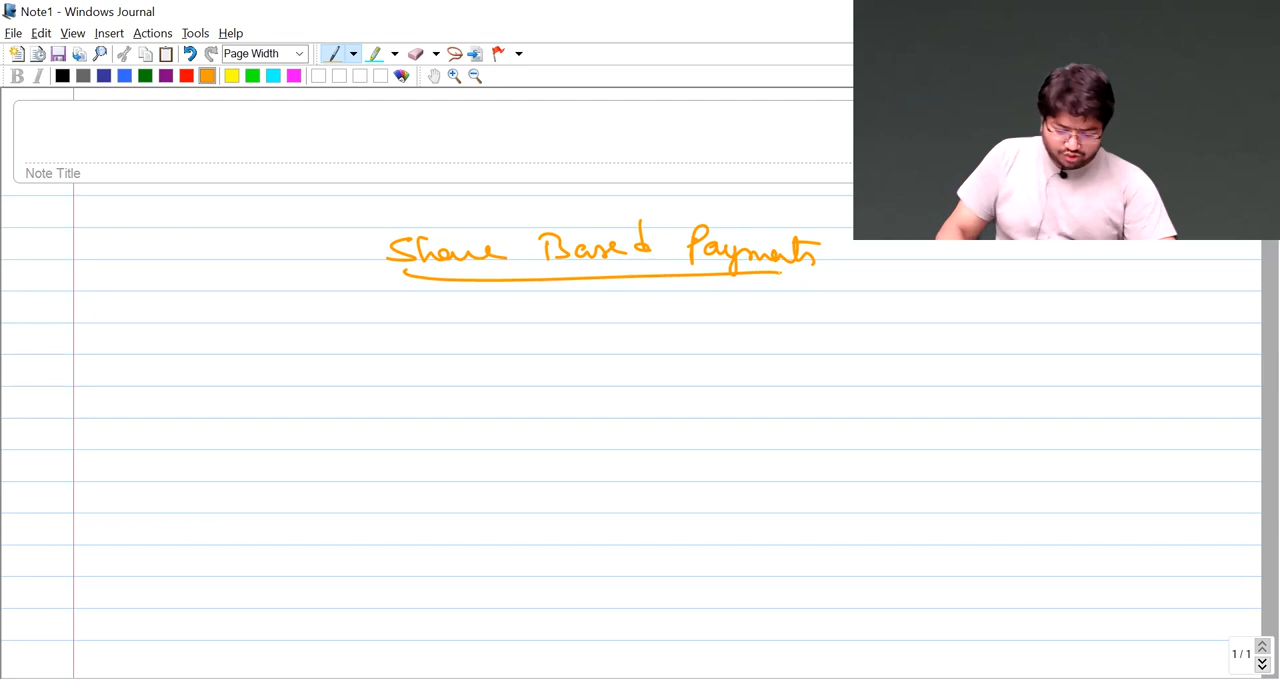 Note1 - Windows Journal
File Edit View Insert Actions Tools Help
Page Width
B I
Note Title
Share Based Payments
1 / 1